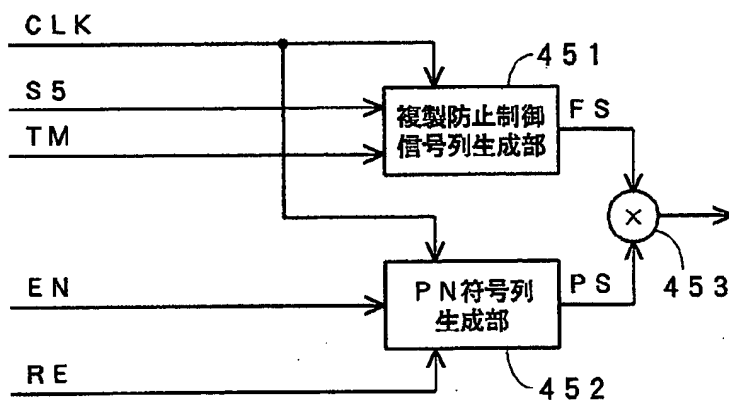 CLK
451
S5
複製防止制御
信号列生成部
FS
TM
×
EN
PN符号列
生成部
PS
453
RE
452